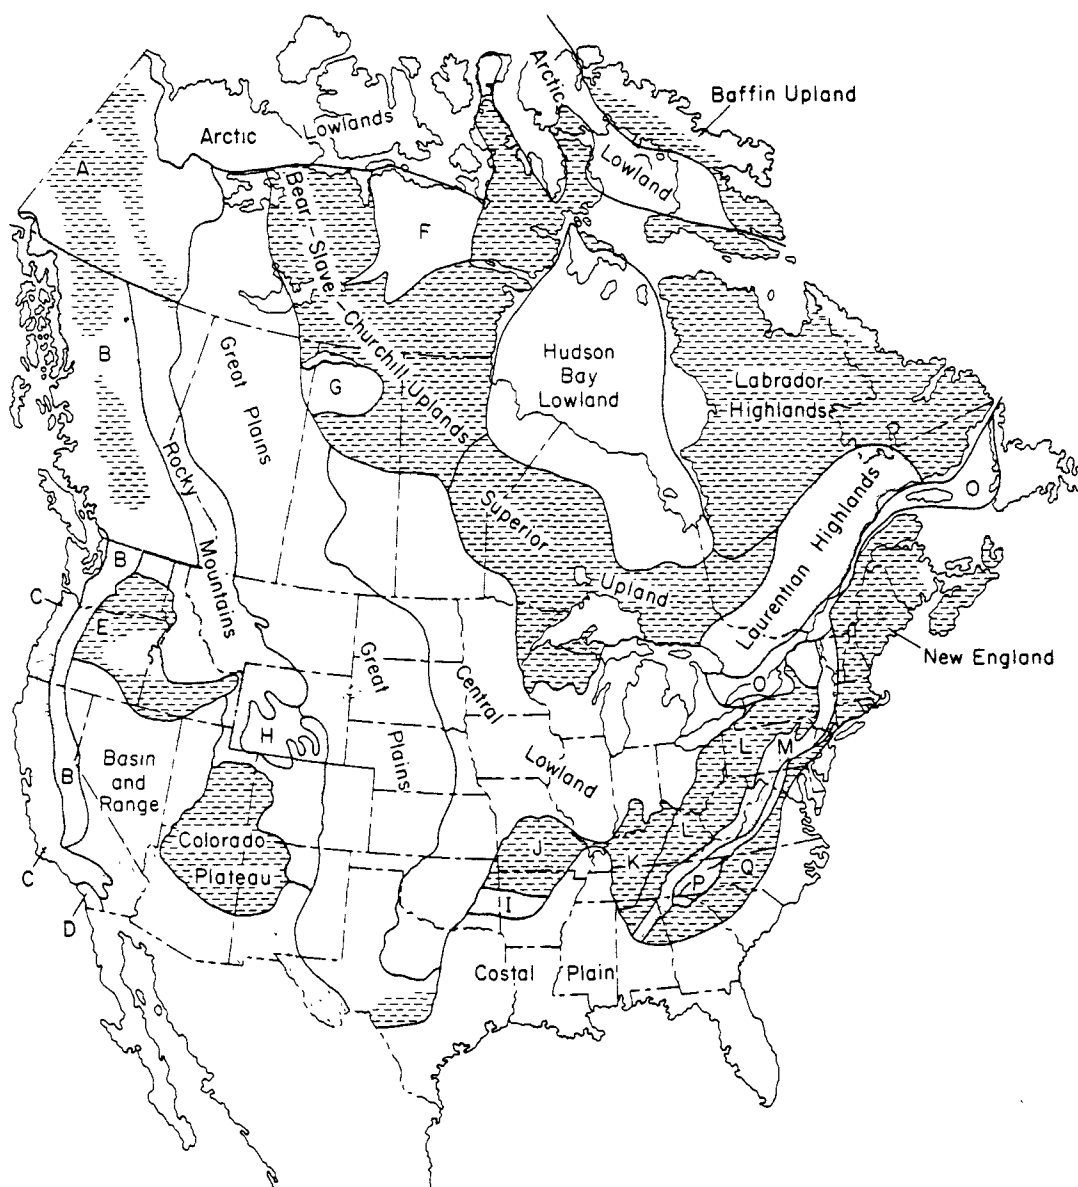 Baffin Upland
Arctic
Lowlands
Arctic
Lowland
A
Bear-Slave-Churchill Uplands
F
B
Great Plains
G
Hudson
Bay
Lowland
Labrador
Highlands
Rocky
Mountains
Superior
Upland
Laurentian Highlands
O
B
C
E
New England
Great
Plains
Central
Lowland
O
H
L
M
B
Basin
and
Range
Colorado
Plateau
J
K
L
C
P
Q
I
D
Costal Plain